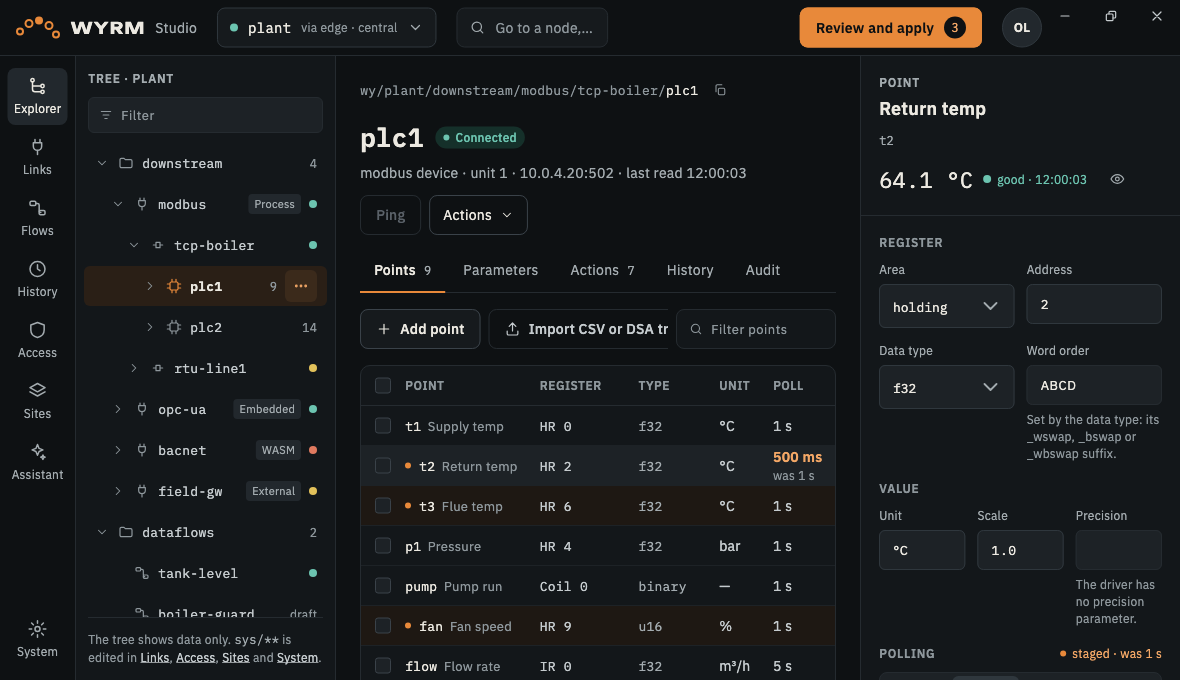 WYRM Studio
plant via edge · central
Go to a node,...
Review and apply 3
OL
Explorer
Links
Flows
History
Access
Sites
Assistant
System
TREE · PLANT
Filter
downstream 4
modbus Process
tcp-boiler
plc1 9
plc2 14
rtu-line1
opc-ua Embedded
bacnet WASM
field-gw External
dataflows 2
tank-level
boiler-guard draft
The tree shows data only. sys/** is
edited in Links, Access, Sites and System.
wy/plant/downstream/modbus/tcp-boiler/plc1
plc1 Connected
modbus device · unit 1 · 10.0.4.20:502 · last read 12:00:03
Ping Actions
Points 9 Parameters Actions 7 History Audit
Add point Import CSV or DSA tr Filter points
POINT REGISTER TYPE UNIT POLL
t1 Supply temp HR 0 f32 °C 1 s
t2 Return temp HR 2 f32 °C 500 ms
was 1 s
t3 Flue temp HR 6 f32 °C 1 s
p1 Pressure HR 4 f32 bar 1 s
pump Pump run Coil 0 binary — 1 s
fan Fan speed HR 9 u16 % 1 s
flow Flow rate IR 0 f32 m³/h 5 s
POINT
Return temp
t2
64.1 °C good · 12:00:03
REGISTER
Area Address
holding 2
Data type Word order
f32 ABCD
Set by the data type: its
_wswap, _bswap or
_wbswap suffix.
VALUE
Unit Scale Precision
°C 1.0
The driver has
no precision
parameter.
POLLING staged · was 1 s